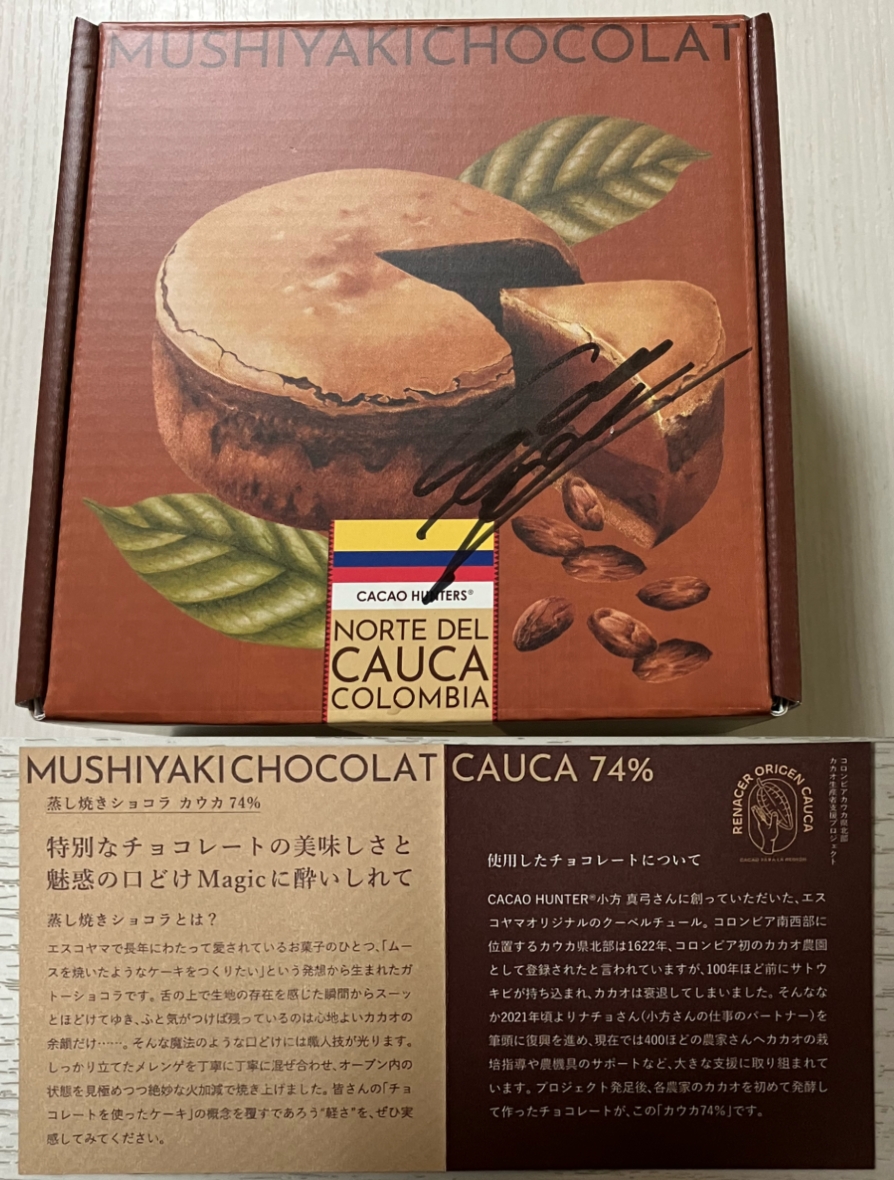 MUSHIYAKICHOCOLAT
CACAO HUNTERS®
NORTE DEL
CAUCA
COLOMBIA
MUSHIYAKI CHOCOLAT
蒸し焼きショコラ カウカ 74%
特別なチョコレートの美味しさと
魅惑の口どけMagicに酔いしれて
蒸し焼きショコラとは？
エスコヤマで長年にわたって愛されているお菓子のひとつ、「ムー
スを焼いたようなケーキをつくりたい」という発想から生まれたガ
トーショコラです。舌の上で生地の存在を感じた瞬間からスーッ
とほどけてゆき、ふと気がつけば残っているのは心地よいカカオの
余韻だけ……。そんな魔法のような口どけには職人技が光ります。
しっかり立てたメレンゲを丁寧に丁寧に混ぜ合わせ、オーブン内の
状態を見極めつつ絶妙な火加減で焼き上げました。皆さんの「チョ
コレートを使ったケーキ」の概念を覆すであろう“軽さ”を、ぜひ実
感してみてください。
CAUCA 74%
RENACER ORIGEN CAUCA
コロンビアカウカ県北部
カカオ生産者支援プロジェクト
使用したチョコレートについて
CACAO HUNTER®小方 真弓さんに創っていただいた、エス
コヤマオリジナルのクーベルチュール。コロンビア南西部に
位置するカウカ県北部は1622年、コロンビア初のカカオ農園
として登録されたと言われていますが、100年ほど前にサトウ
キビが持ち込まれ、カカオは衰退してしまいました。そんなな
か2021年頃よりナチョさん(小方さんの仕事のパートナー)を
筆頭に復興を進め、現在では400ほどの農家さんへカカオの栽
培指導や農機具のサポートなど、大きな支援に取り組まれて
います。プロジェクト発足後、各農家のカカオを初めて発酵し
て作ったチョコレートが、この「カウカ74%」です。